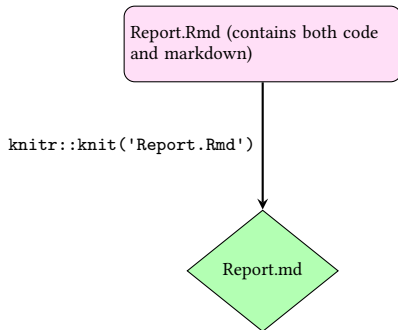 Report.Rmd (contains both code
and markdown)
knitr::knit('Report.Rmd')
Report.md